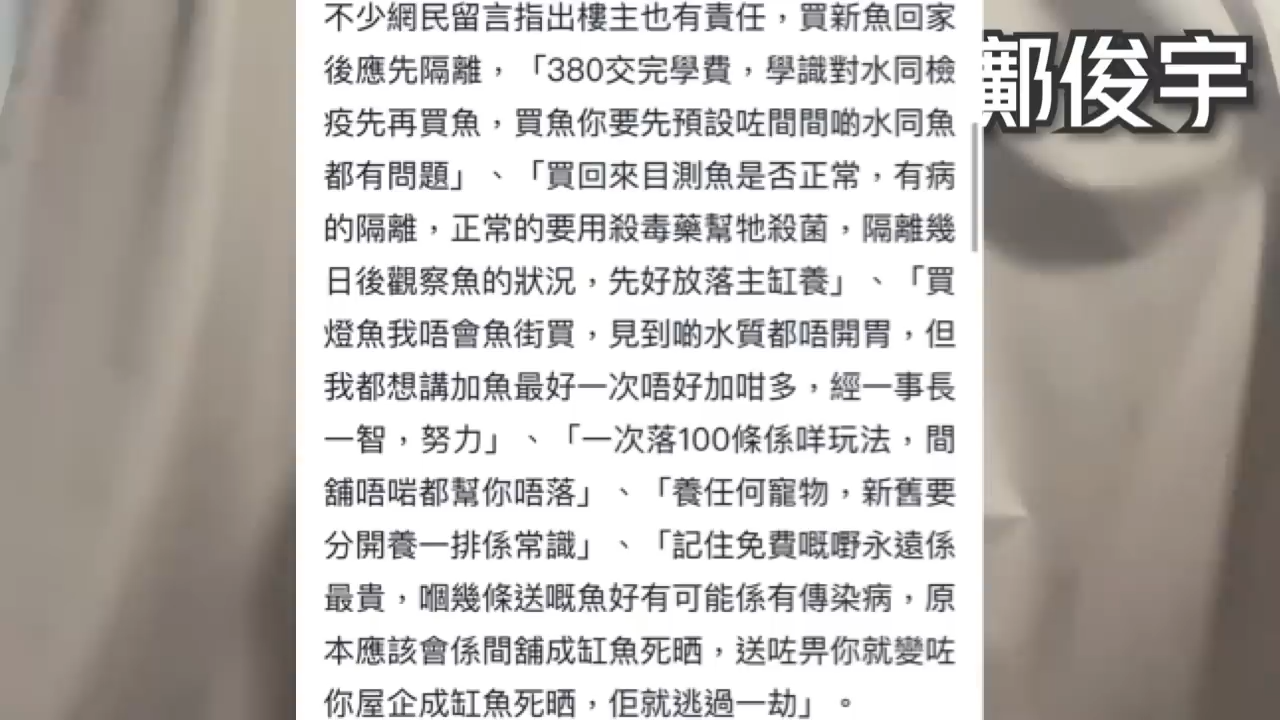 不少網民留言指出樓主也有責任，買新魚回家
後應先隔離，「380交完學費，學識對水同檢
疫先再買魚，買魚你要先預設咗間間啲水同魚
都有問題」、「買回來目測魚是否正常，有病
的隔離，正常的要用殺毒藥幫牠殺菌，隔離幾
日後觀察魚的狀況，先好放落主缸養」、「買
燈魚我唔會魚街買，見到啲水質都唔開胃，但
我都想講加魚最好一次唔好加咁多，經一事長
一智，努力」、「一次落100條係咩玩法，間
舖唔啱都幫你唔落」、「養任何寵物，新舊要
分開養一排係常識」、「記住免費嘅嘢永遠係
最貴，嗰幾條送嘅魚好有可能係有傳染病，原
本應該會係間舖成缸魚死晒，送咗畀你就變咗
你屋企成缸魚死晒，佢就逃過一劫」。
鄺俊宇